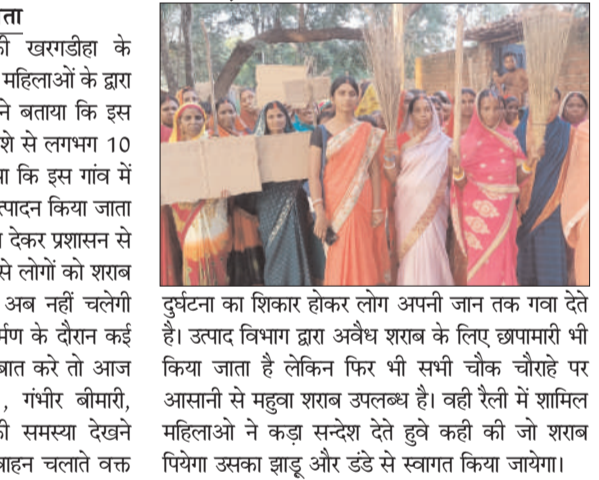 ता
की खरगडीहा के
महिलाओं के द्वारा
ने बताया कि इस
शे से लगभग 10
या कि इस गांव में
त्पादन किया जाता
देकर प्रशासन से
से लोगों को शराब
अब नहीं चलेगी
र्मण के दौरान कई
बात करे तो आज
, गंभीर बीमारी,
की समस्या देखने
वाहन चलाते वक्त
दुर्घटना का शिकार होकर लोग अपनी जान तक गवा देते
है। उत्पाद विभाग द्वारा अवैध शराब के लिए छापामारी भी
किया जाता है लेकिन फिर भी सभी चौक चौराहे पर
आसानी से महुवा शराब उपलब्ध है। वही रैली में शामिल
महिलाओ ने कड़ा सन्देश देते हुवे कही की जो शराब
पियेगा उसका झाडू और डंडे से स्वागत किया जायेगा।